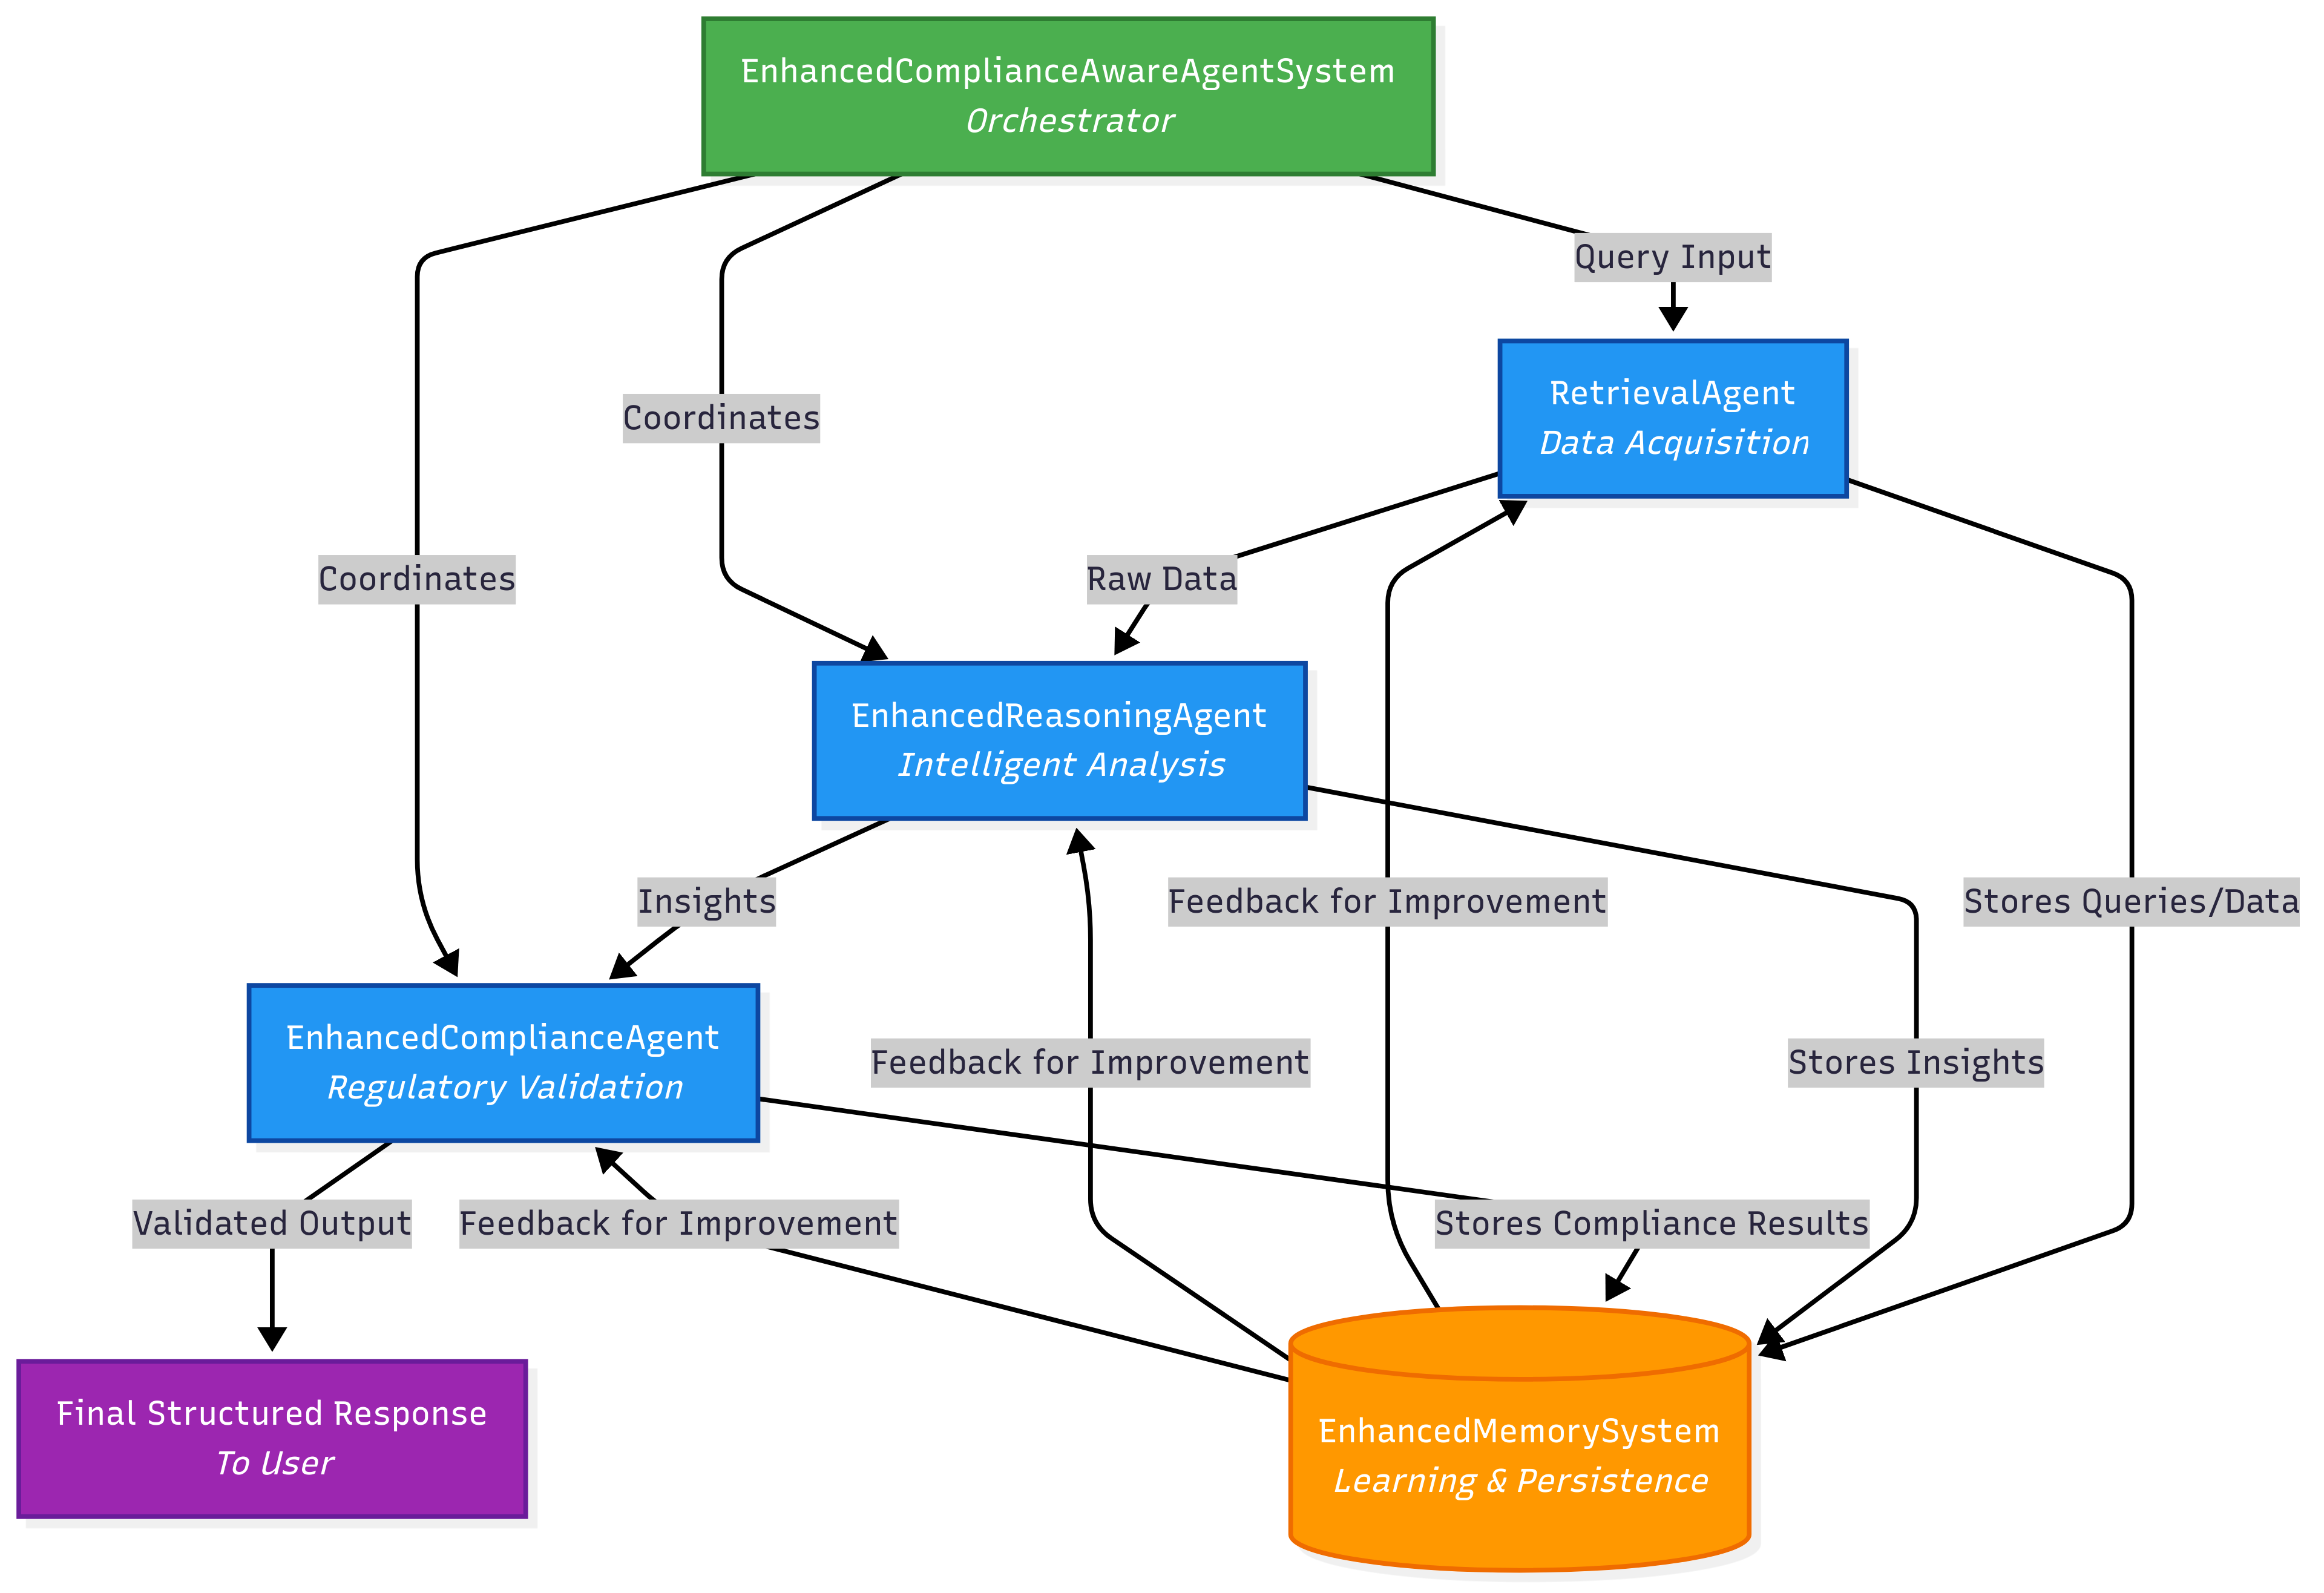 EnhancedComplianceAwareAgentSystem
Orchestrator
Query Input
RetrievalAgent
Data Acquisition
Coordinates
Coordinates
Raw Data
EnhancedReasoningAgent
Intelligent Analysis
Insights
Feedback for Improvement
Stores Queries/Data
EnhancedComplianceAgent
Regulatory Validation
Feedback for Improvement
Stores Insights
Validated Output
Feedback for Improvement
Stores Compliance Results
Final Structured Response
To User
EnhancedMemorySystem
Learning & Persistence